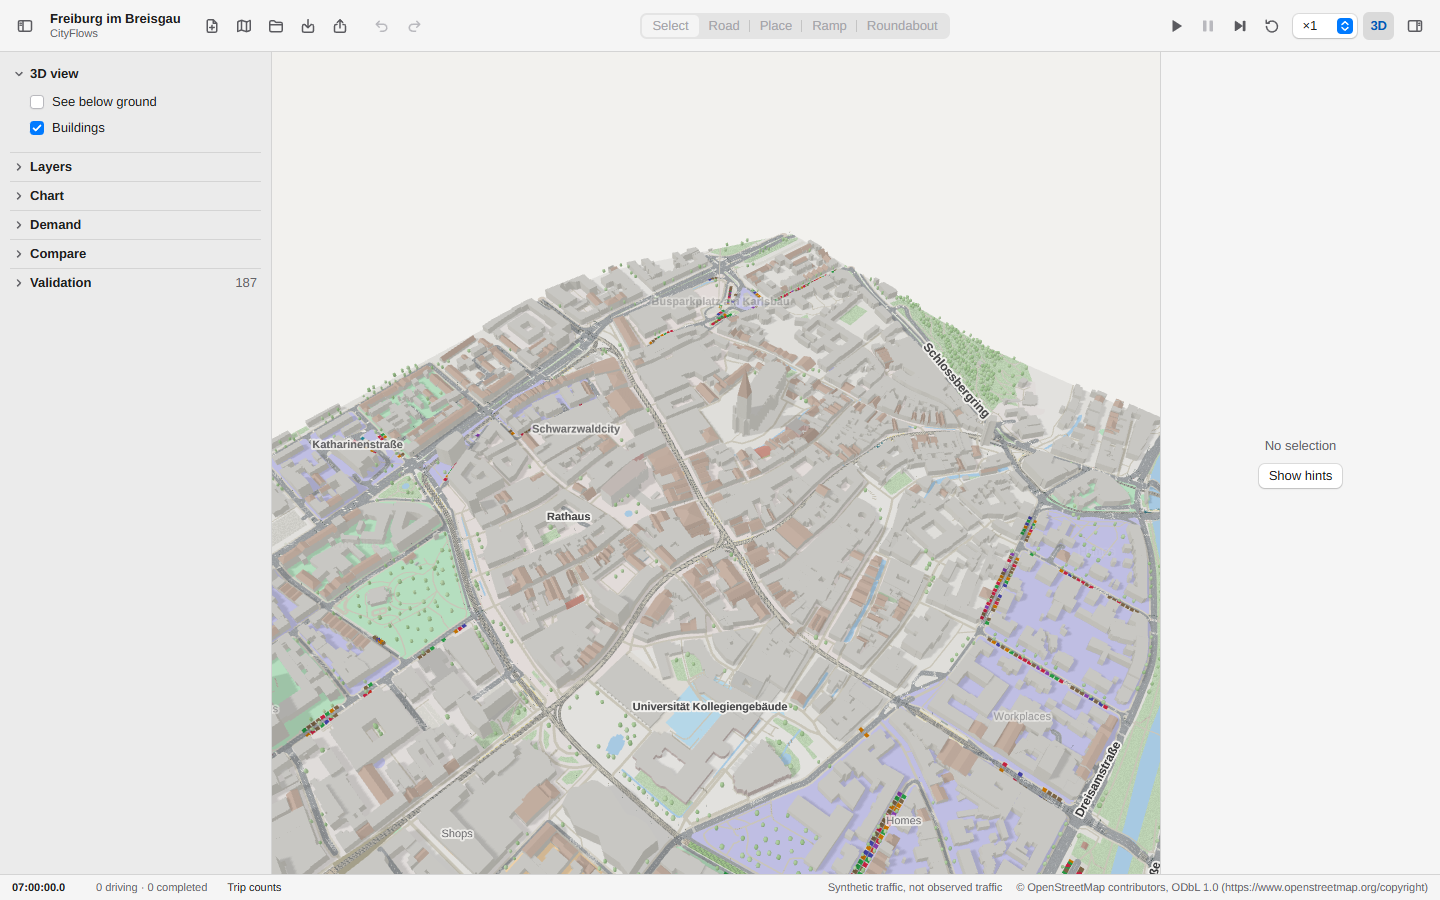 Freiburg im Breisgau
CityFlows
Select
Road
Place
Ramp
Roundabout
×1
3D
3D view
See below ground
Buildings
Layers
Chart
Demand
Compare
Validation
187
Busparkplatz am Karlsbau
Schlossbergring
Schwarzwaldcity
Katharinenstraße
Rathaus
Universität Kollegiengebäude
Workplaces
Dreisamstraße
Homes
Shops
s
ße
No selection
Show hints
07:00:00.0
0 driving · 0 completed
Trip counts
Synthetic traffic, not observed traffic
© OpenStreetMap contributors, ODbL 1.0 (https://www.openstreetmap.org/copyright)